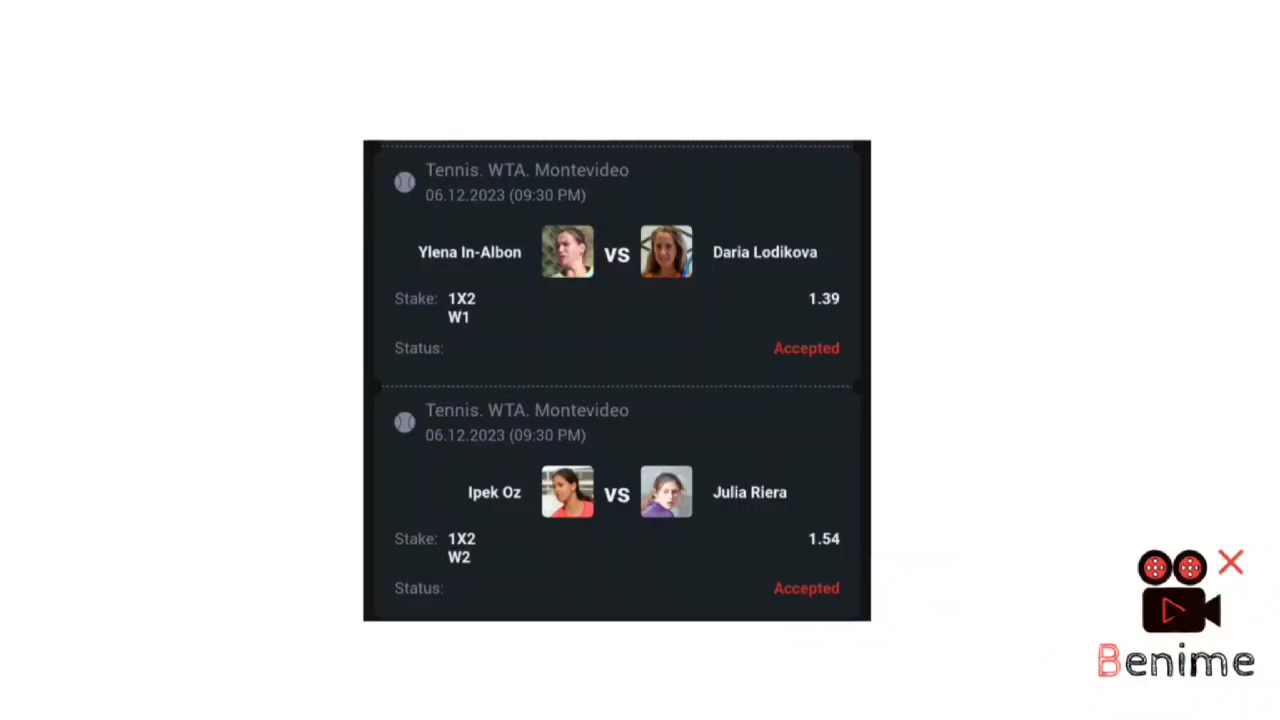 Tennis. WTA. Montevideo
06.12.2023 (09:30 PM)
Ylena In-Albon vs Daria Lodikova
Stake: 1X2 1.39
W1
Status: Accepted
Tennis. WTA. Montevideo
06.12.2023 (09:30 PM)
Ipek Oz vs Julia Riera
Stake: 1X2 1.54
W2
Status: Accepted
Benime